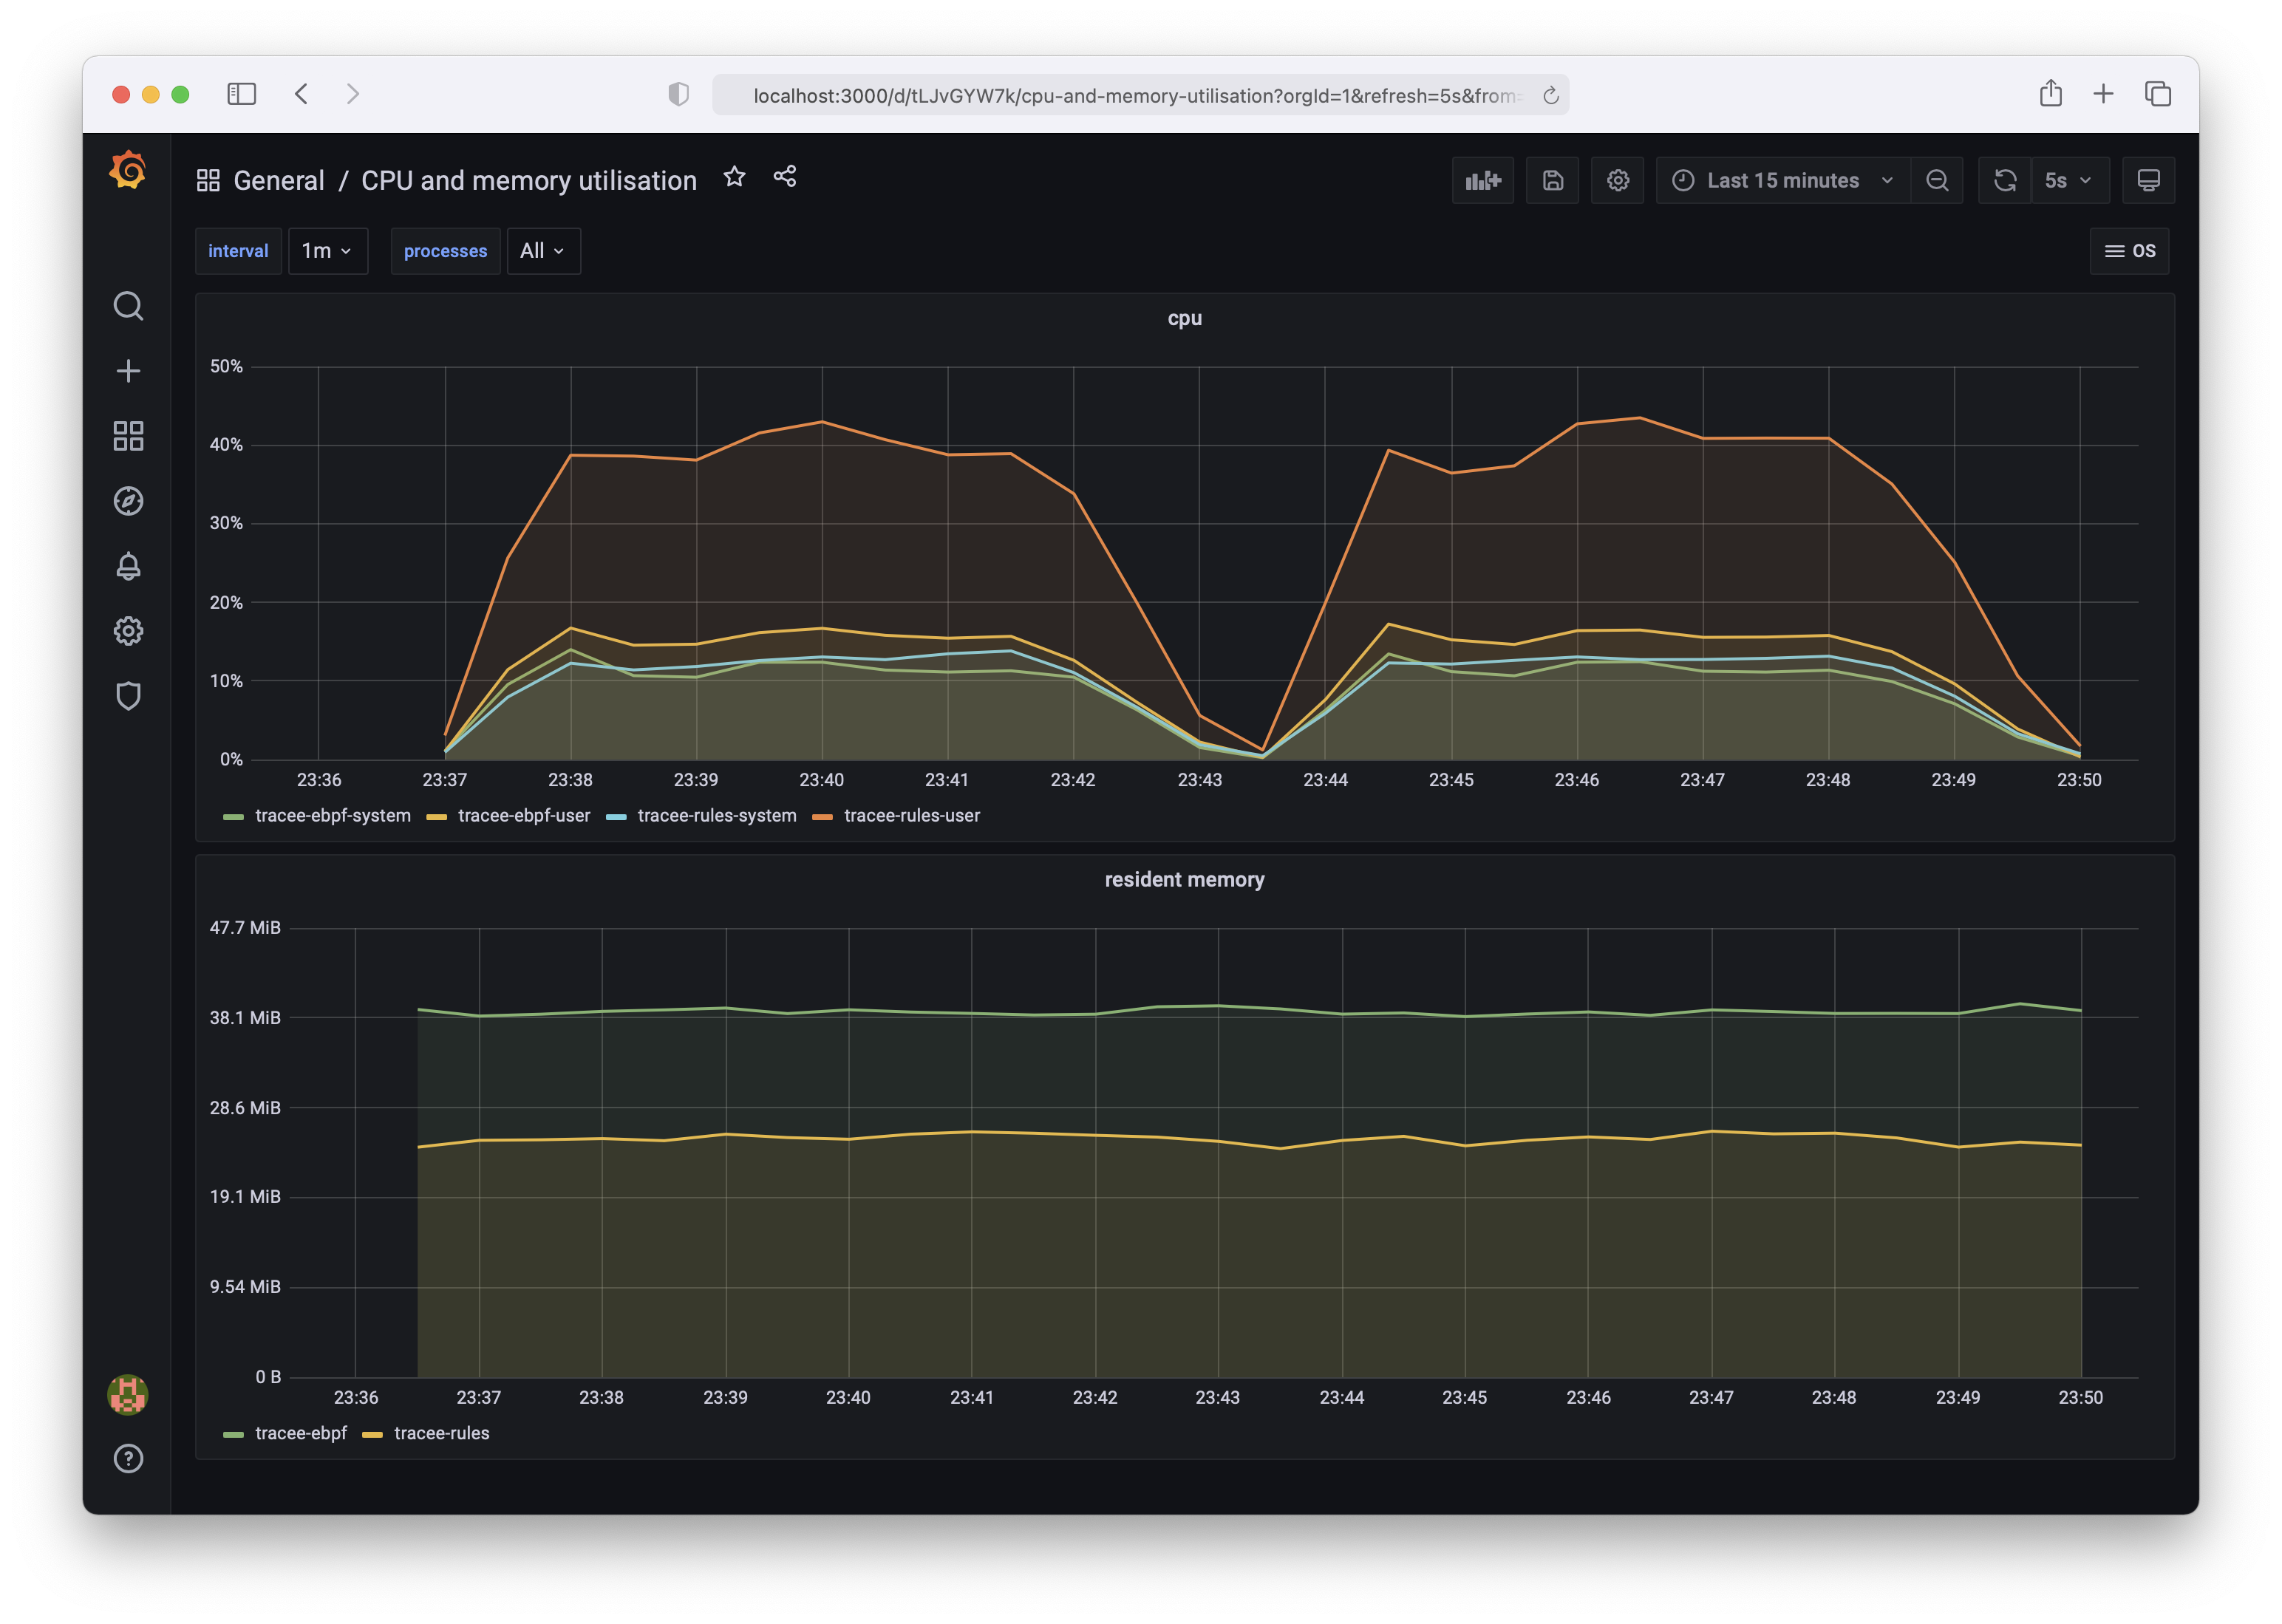 localhost:3000/d/tLJvGYW7k/cpu-and-memory-utilisation?orgId=1&refresh=5s&from=
General / CPU and memory utilisation
Last 15 minutes
5s
interval 1m processes All OS
cpu
50%
40%
30%
20%
10%
0%
23:36 23:37 23:38 23:39 23:40 23:41 23:42 23:43 23:44 23:45 23:46 23:47 23:48 23:49 23:50
tracee-ebpf-system tracee-ebpf-user tracee-rules-system tracee-rules-user
resident memory
47.7 MiB
38.1 MiB
28.6 MiB
19.1 MiB
9.54 MiB
0 B
23:36 23:37 23:38 23:39 23:40 23:41 23:42 23:43 23:44 23:45 23:46 23:47 23:48 23:49 23:50
tracee-ebpf tracee-rules